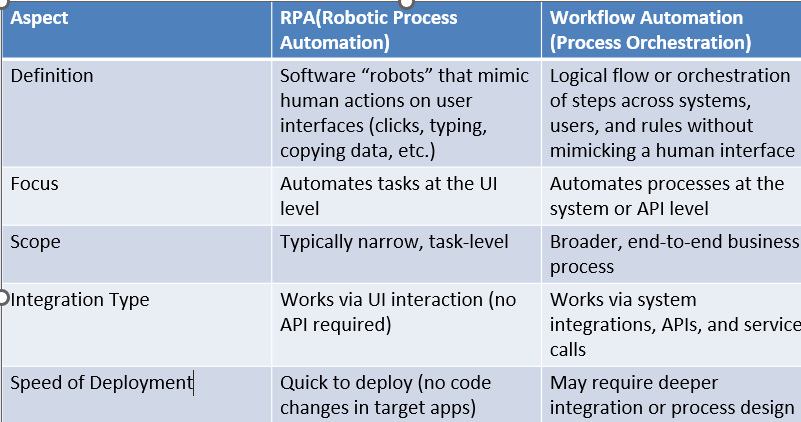 Aspect
RPA(Robotic Process
Automation)
Workflow Automation
(Process Orchestration)
Definition
Software “robots” that mimic
human actions on user
interfaces (clicks, typing,
copying data, etc.)
Logical flow or orchestration
of steps across systems,
users, and rules without
mimicking a human interface
Focus
Automates tasks at the UI
level
Automates processes at the
system or API level
Scope
Typically narrow, task-level
Broader, end-to-end business
process
Integration Type
Works via UI interaction (no
API required)
Works via system
integrations, APIs, and service
calls
Speed of Deployment
Quick to deploy (no code
changes in target apps)
May require deeper
integration or process design